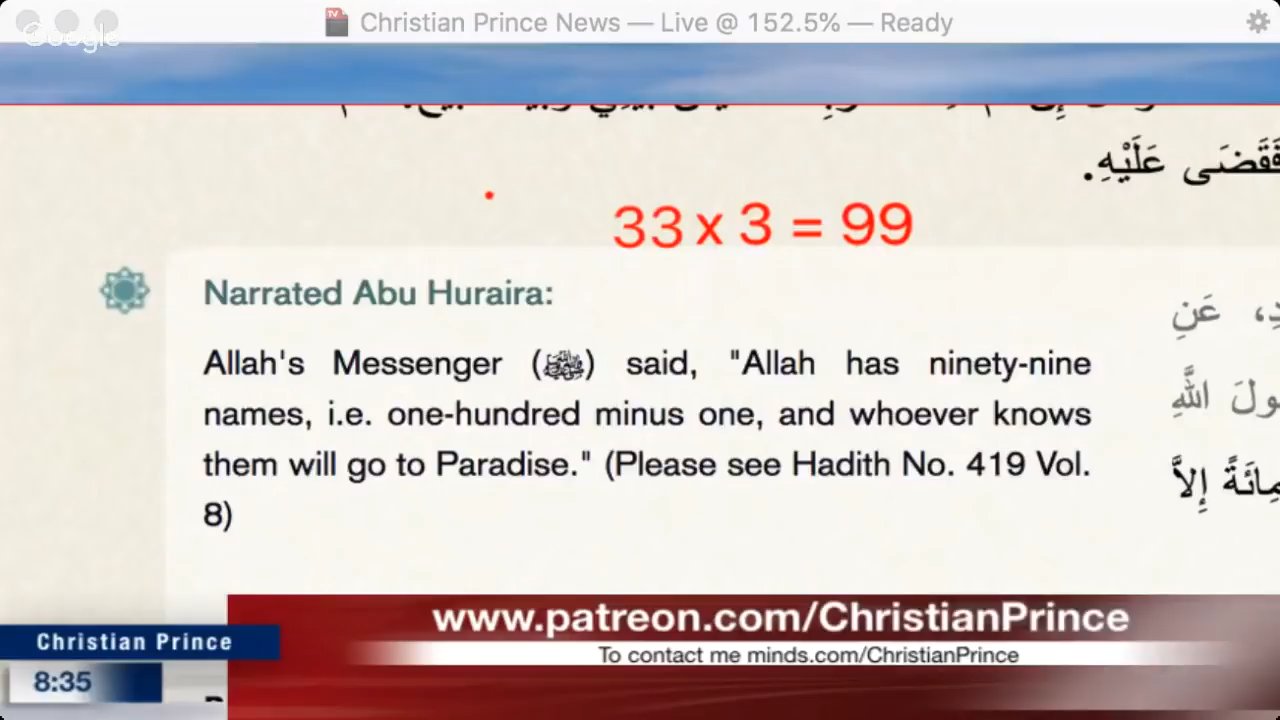 Christian Prince News — Live @ 152.5% — Ready
Google
فَقَضَى عَلَيْهِ.
33 x 3 = 99
Narrated Abu Huraira:
Allah's Messenger (ﷺ) said, "Allah has ninety-nine
names, i.e. one-hundred minus one, and whoever knows
them will go to Paradise." (Please see Hadith No. 419 Vol.
8)
عَنِ
اللَّهِ
مِائَةً إِلاَّ
www.patreon.com/ChristianPrince
To contact me minds.com/ChristianPrince
Christian Prince
8:35